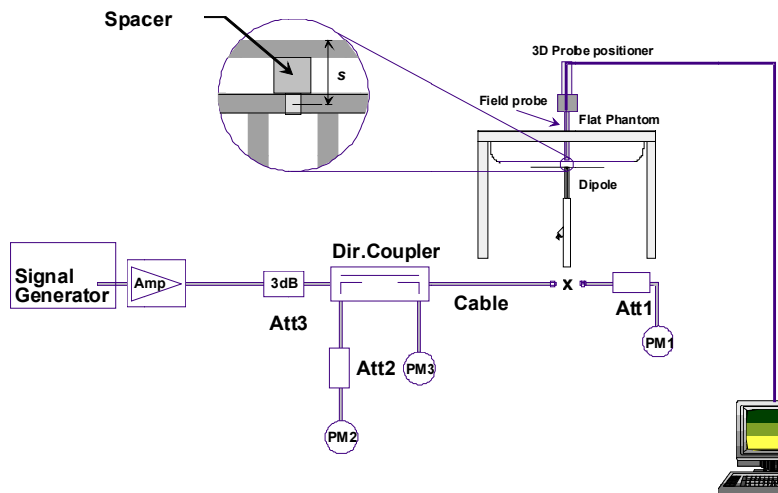 Spacer
s
3D Probe positioner
Field probe
Flat Phantom
Dipole
Signal
Generator
Amp
3dB
Att3
Dir.Coupler
Cable
x
Att1
PM1
Att2
PM3
PM2